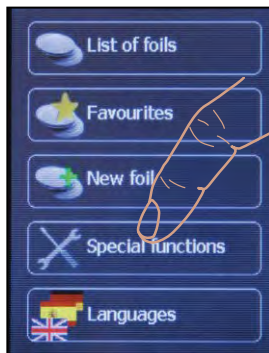 List of foils
Favourites
New foil
Special functions
Languages